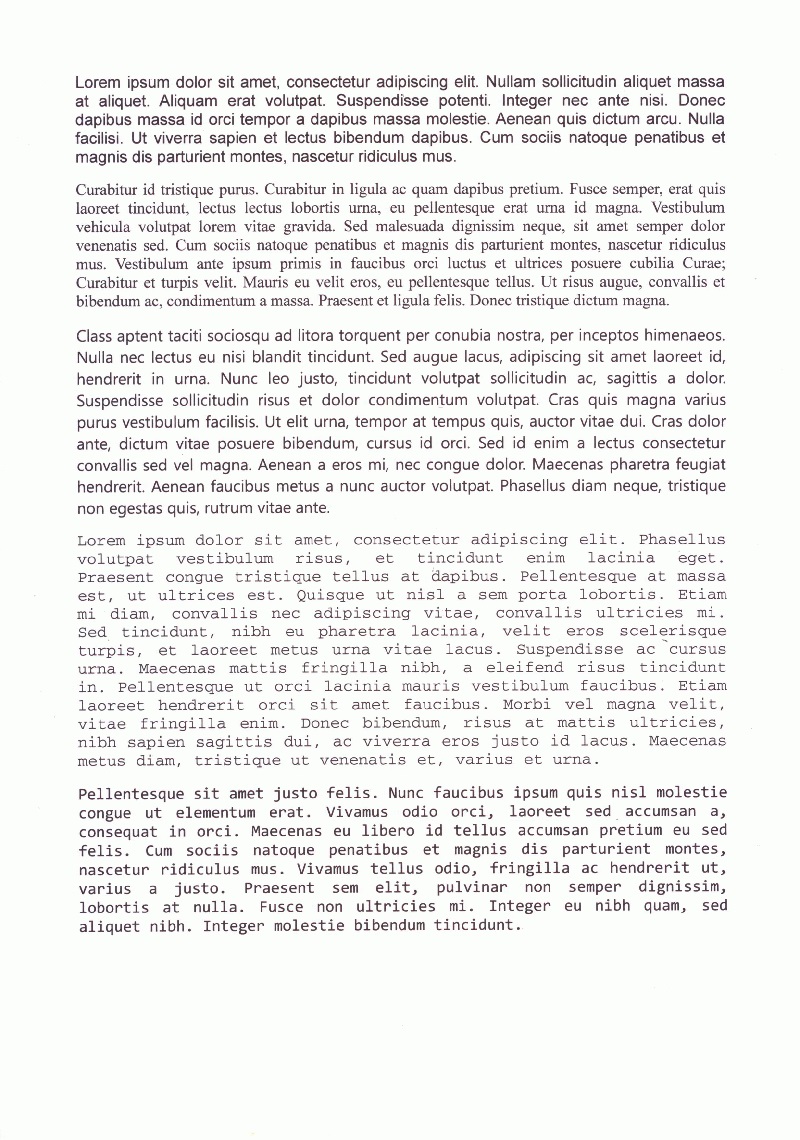 Lorem ipsum dolor sit amet, consectetur adipiscing elit. Nullam sollicitudin aliquet massa
at aliquet. Aliquam erat volutpat. Suspendisse potenti. Integer nec ante nisi. Donec
dapibus massa id orci tempor a dapibus massa molestie. Aenean quis dictum arcu. Nulla
facilisi. Ut viverra sapien et lectus bibendum dapibus. Cum sociis natoque penatibus et
magnis dis parturient montes, nascetur ridiculus mus.
Curabitur id tristique purus. Curabitur in ligula ac quam dapibus pretium. Fusce semper, erat quis
laoreet tincidunt, lectus lectus lobortis urna, eu pellentesque erat urna id magna. Vestibulum
vehicula volutpat lorem vitae gravida. Sed malesuada dignissim neque, sit amet semper dolor
venenatis sed. Cum sociis natoque penatibus et magnis dis parturient montes, nascetur ridiculus
mus. Vestibulum ante ipsum primis in faucibus orci luctus et ultrices posuere cubilia Curae;
Curabitur et turpis velit. Mauris eu velit eros, eu pellentesque tellus. Ut risus augue, convallis et
bibendum ac, condimentum a massa. Praesent et ligula felis. Donec tristique dictum magna.
Class aptent taciti sociosqu ad litora torquent per conubia nostra, per inceptos himenaeos.
Nulla nec lectus eu nisi blandit tincidunt. Sed augue lacus, adipiscing sit amet laoreet id,
hendrerit in urna. Nunc leo justo, tincidunt volutpat sollicitudin ac, sagittis a dolor.
Suspendisse sollicitudin risus et dolor condimentum volutpat. Cras quis magna varius
purus vestibulum facilisis. Ut elit urna, tempor at tempus quis, auctor vitae dui. Cras dolor
ante, dictum vitae posuere bibendum, cursus id orci. Sed id enim a lectus consectetur
convallis sed vel magna. Aenean a eros mi, nec congue dolor. Maecenas pharetra feugiat
hendrerit. Aenean faucibus metus a nunc auctor volutpat. Phasellus diam neque, tristique
non egestas quis, rutrum vitae ante.
Lorem ipsum dolor sit amet, consectetur adipiscing elit. Phasellus
volutpat vestibulum risus, et tincidunt enim lacinia eget.
Praesent congue tristique tellus at dapibus. Pellentesque at massa
est, ut ultrices est. Quisque ut nisl a sem porta lobortis. Etiam
mi diam, convallis nec adipiscing vitae, convallis ultricies mi.
Sed tincidunt, nibh eu pharetra lacinia, velit eros scelerisque
turpis, et laoreet metus urna vitae lacus. Suspendisse ac cursus
urna. Maecenas mattis fringilla nibh, a eleifend risus tincidunt
in. Pellentesque ut orci lacinia mauris vestibulum faucibus. Etiam
laoreet hendrerit orci sit amet faucibus. Morbi vel magna velit,
vitae fringilla enim. Donec bibendum, risus at mattis ultricies,
nibh sapien sagittis dui, ac viverra eros justo id lacus. Maecenas
metus diam, tristique ut venenatis et, varius et urna.
Pellentesque sit amet justo felis. Nunc faucibus ipsum quis nisl molestie
congue ut elementum erat. Vivamus odio orci, laoreet sed accumsan a,
consequat in orci. Maecenas eu libero id tellus accumsan pretium eu sed
felis. Cum sociis natoque penatibus et magnis dis parturient montes,
nascetur ridiculus mus. Vivamus tellus odio, fringilla ac hendrerit ut,
varius a justo. Praesent sem elit, pulvinar non semper dignissim,
lobortis at nulla. Fusce non ultricies mi. Integer eu nibh quam, sed
aliquet nibh. Integer molestie bibendum tincidunt.